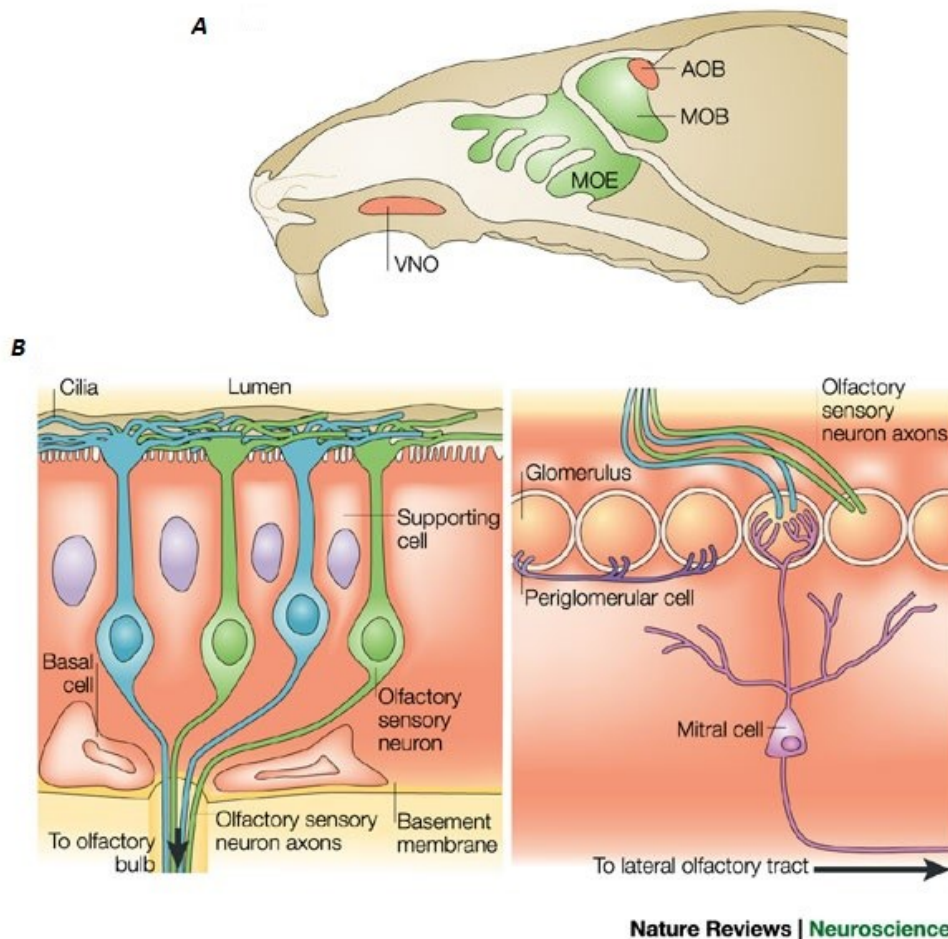 A
AOB
MOB
MOE
VNO
B
Cilia
Lumen
Supporting
cell
Basal
cell
Olfactory
sensory
neuron
To olfactory
bulb
Olfactory sensory
neuron axons
Basement
membrane
Olfactory
sensory
neuron axons
Glomerulus
Periglomerular cell
Mitral cell
To lateral olfactory tract
Nature Reviews | Neuroscience